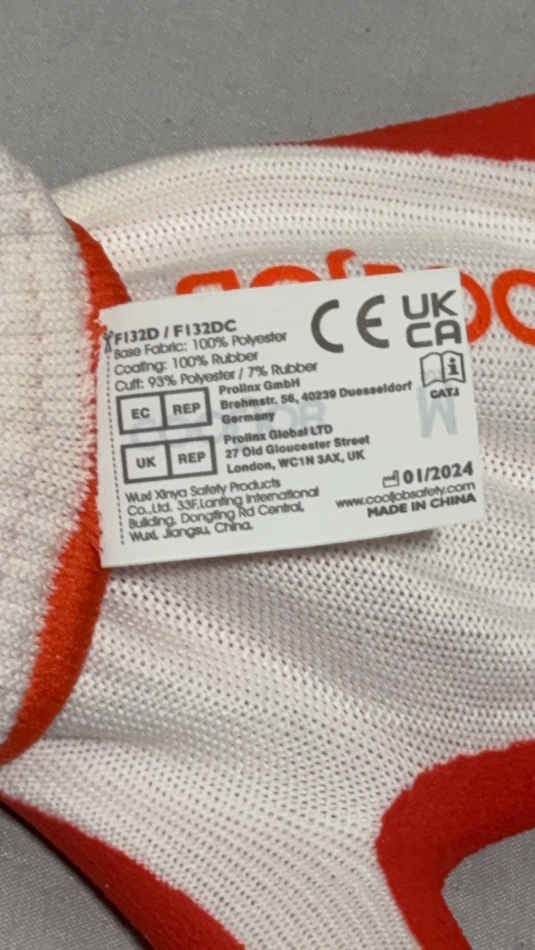 F132D / F132DC
Base Fabric: 100% Polyester
Coating: 100% Rubber
Cuff: 93% Polyester / 7% Rubber
CE UK
CA
CAT.I
EC REP
Prolinx GmbH
Brehmstr. 56, 40239 Duesseldorf
Germany
UK REP
Prolinx Global LTD
27 Old Gloucester Street
London, WC1N 3AX, UK
Wuxi Xinya Safety Products
Co.,Ltd. 33F,Lanting International
Building, Dongting Rd Central,
Wuxi, Jiangsu, China.
01/2024
www.cooljobsafety.com
MADE IN CHINA